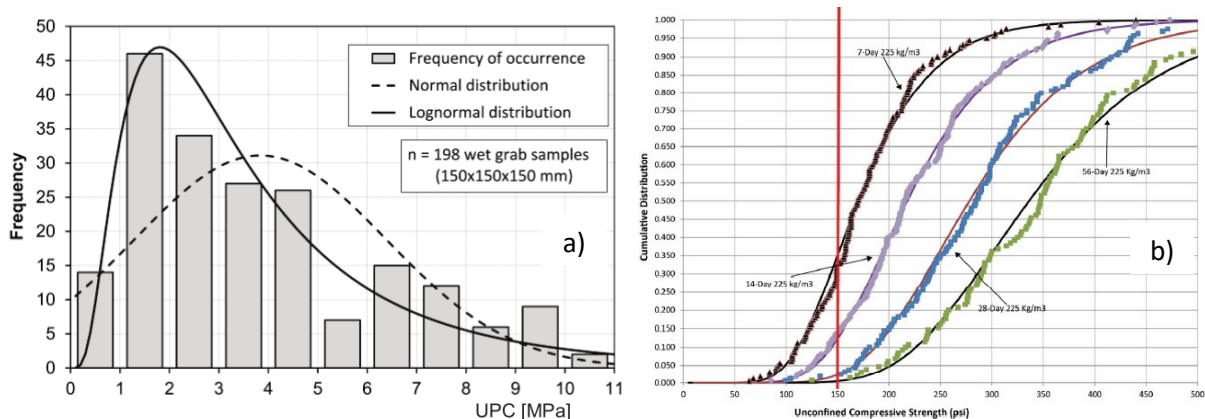 50
45
40
35
30
25
20
15
10
5
0
Frequency
Frequency of occurrence
Normal distribution
Lognormal distribution
n = 198 wet grab samples
(150x150x150 mm)
a)
0 1 2 3 4 5 6 7 8 9 10 11
UPC [MPa]
1.000
0.950
0.900
0.850
0.800
0.750
0.700
0.650
0.600
0.550
0.500
0.450
0.400
0.350
0.300
0.250
0.200
0.150
0.100
0.050
0.000
Cumulative Distribution
7-Day 225 kg/m3
56-Day 225 Kg/m3
b)
14-Day 225 kg/m3
28-Day 225 Kg/m3
0 50 100 150 200 250 300 350 400 450 500
Unconfined Compressive Strength (psi)